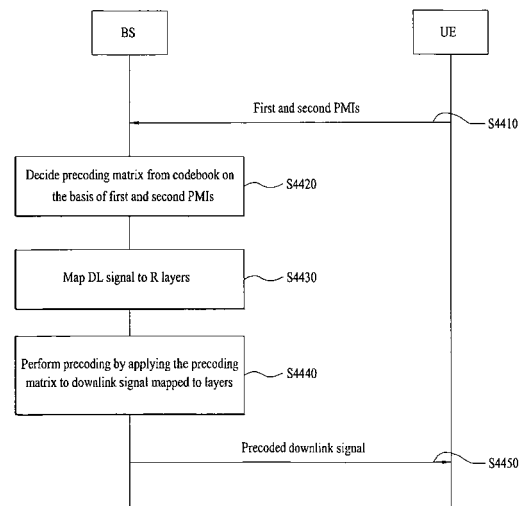 BS
UE
First and second PMIs
S4410
Decide precoding matrix from codebook on
the basis of first and second PMIs
S4420
Map DL signal to R layers
S4430
Perform precoding by applying the precoding
matrix to downlink signal mapped to layers
S4440
Precoded downlink signal
S4450